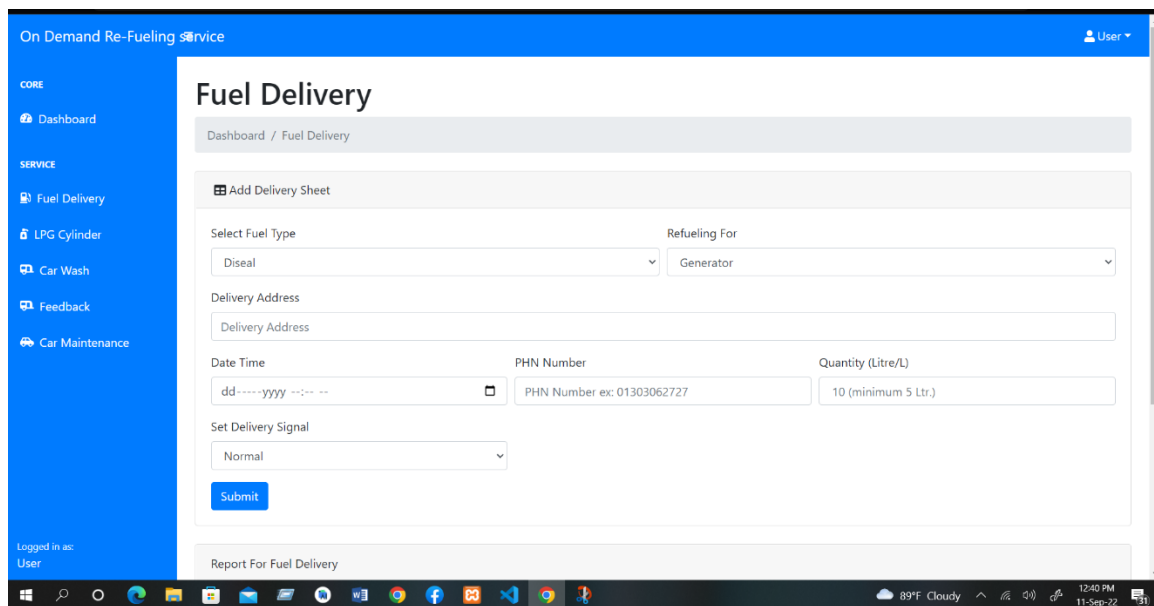 On Demand Re-Fueling service
User
CORE
Dashboard
SERVICE
Fuel Delivery
LPG Cylinder
Car Wash
Feedback
Car Maintenance
Logged in as:
User
Fuel Delivery
Dashboard / Fuel Delivery
Add Delivery Sheet
Select Fuel Type Refueling For
Diseal Generator
Delivery Address
Delivery Address
Date Time PHN Number Quantity (Litre/L)
dd-----yyyy --:-- -- PHN Number ex: 01303062727 10 (minimum 5 Ltr.)
Set Delivery Signal
Normal
Submit
Report For Fuel Delivery
89°F Cloudy 12:40 PM
11-Sep-22 31